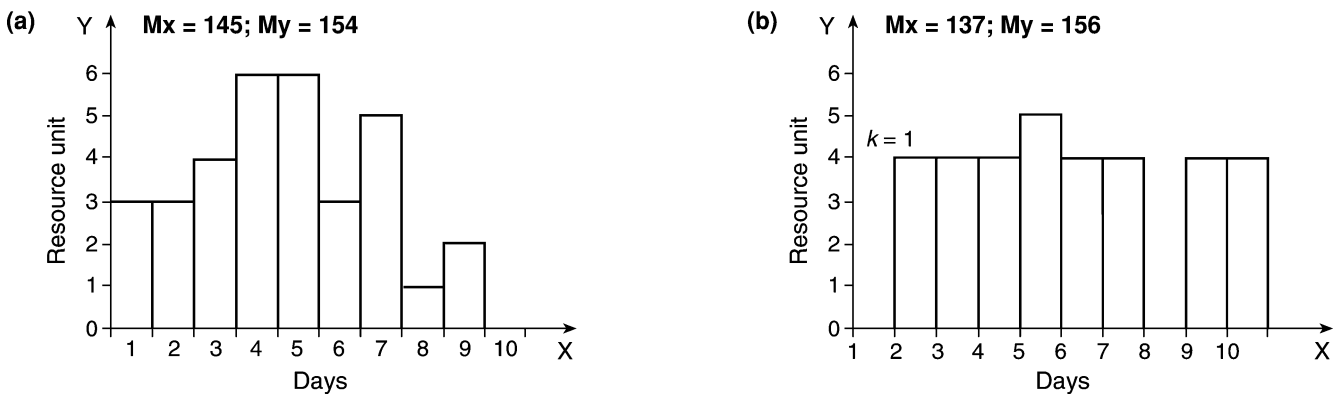 (a) Y Mx = 145; My = 154
6
5
4
3
2
1
0
Resource unit
1 2 3 4 5 6 7 8 9 10 X
Days
(b) Y Mx = 137; My = 156
6
5
4
3
2
1
0
k = 1
Resource unit
1 2 3 4 5 6 7 8 9 10 X
Days